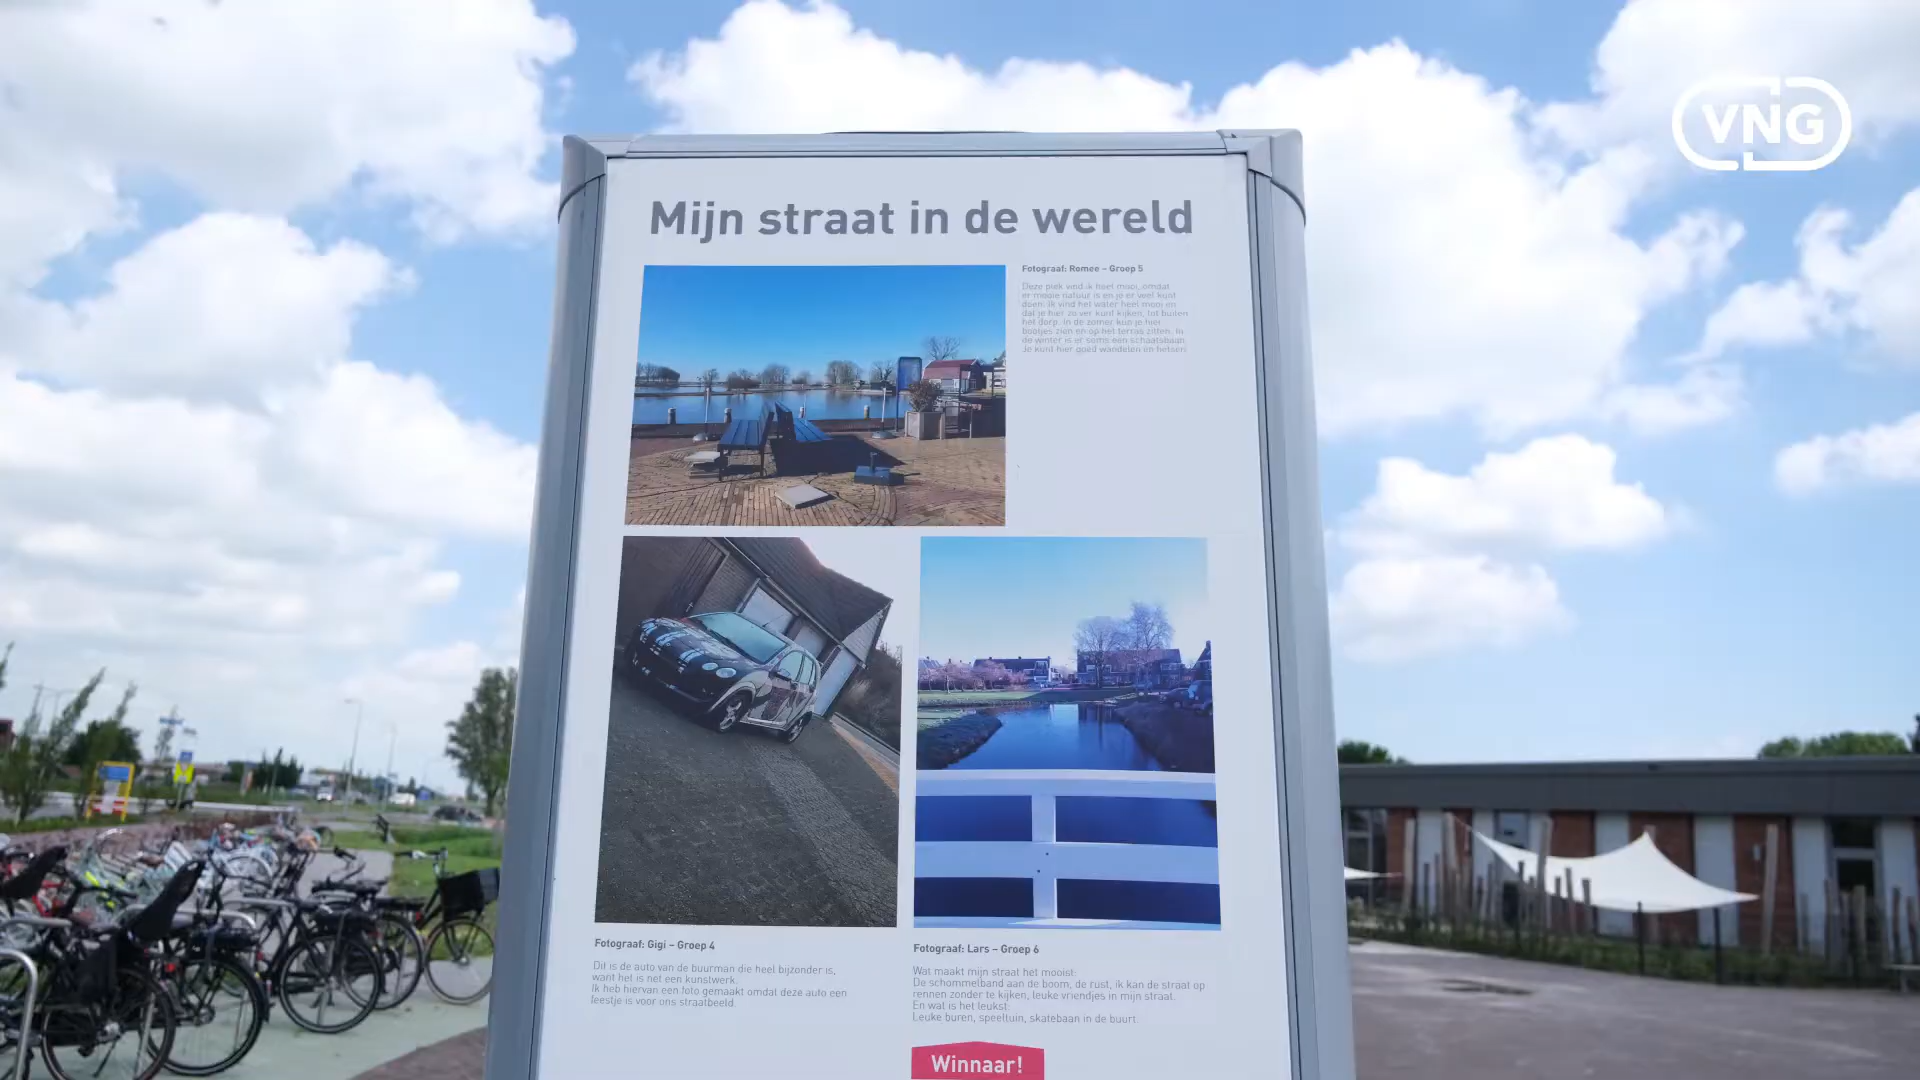 VNG
Mijn straat in de wereld
Fotograaf: Romee – Groep 5
Deze plek vind ik heel mooi, omdat
er mooie natuur is en je er veel kunt
doen. Ik vind het water heel mooi en
dat je hier zo ver kunt kijken, tot buiten
het dorp. In de zomer kun je hier
bootjes zien en op het terras zitten. In
de winter is er soms een schaatsbaan.
Je kunt hier goed wandelen en fietsen.
Fotograaf: Gigi – Groep 4
Dit is de auto van de buurman die heel bijzonder is,
want het is net een kunstwerk.
Ik heb hiervan een foto gemaakt omdat deze auto een
feestje is voor ons straatbeeld.
Fotograaf: Lars – Groep 6
Wat maakt mijn straat het mooist:
De schommelband aan de boom, de rust, ik kan de straat op
rennen zonder te kijken, leuke vriendjes in mijn straat.
En wat is het leukst:
Leuke buren, speeltuin, skatebaan in de buurt.
Winnaar!